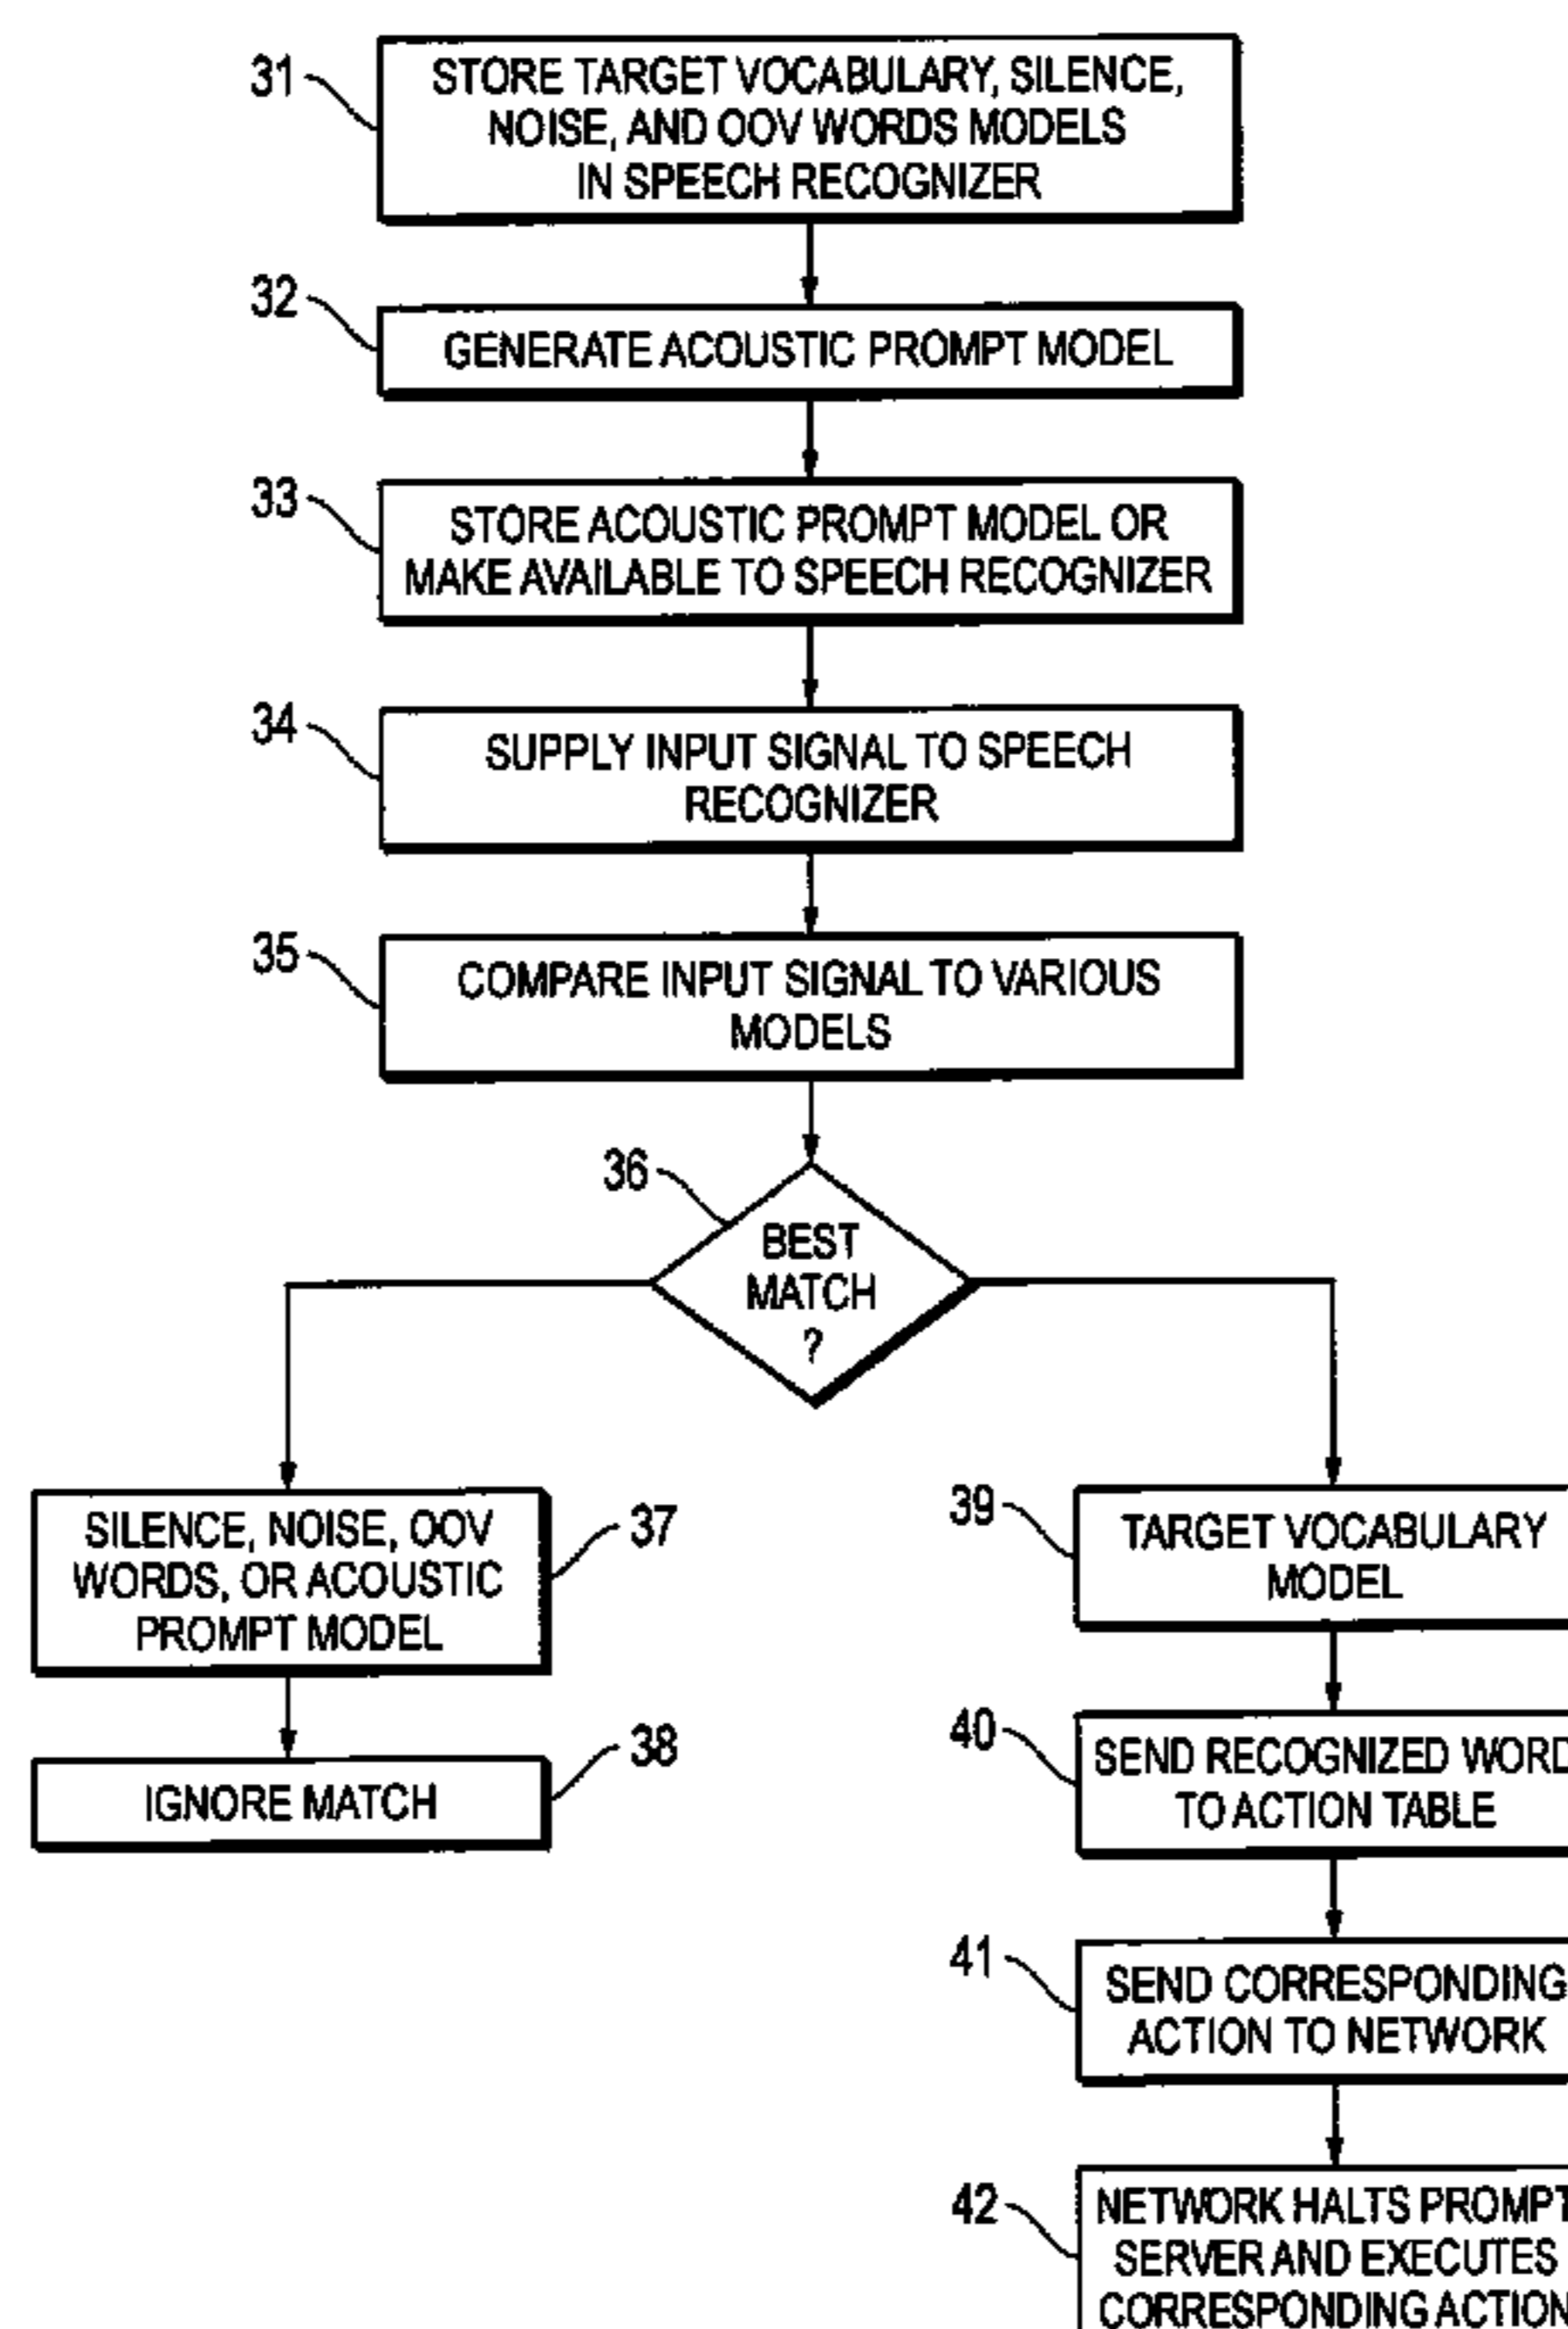 31
STORE TARGET VOCABULARY, SILENCE,
NOISE, AND OOV WORDS MODELS
IN SPEECH RECOGNIZER
32
GENERATE ACOUSTIC PROMPT MODEL
33
STORE ACOUSTIC PROMPT MODEL OR
MAKE AVAILABLE TO SPEECH RECOGNIZER
34
SUPPLY INPUT SIGNAL TO SPEECH
RECOGNIZER
35
COMPARE INPUT SIGNAL TO VARIOUS
MODELS
36
BEST
MATCH
?
SILENCE, NOISE, OOV
WORDS, OR ACOUSTIC
PROMPT MODEL
37
IGNORE MATCH
38
39
TARGET VOCABULARY
MODEL
40
SEND RECOGNIZED WORD
TO ACTION TABLE
41
SEND CORRESPONDING
ACTION TO NETWORK
42
NETWORK HALTS PROMPT
SERVER AND EXECUTES
CORRESPONDING ACTION